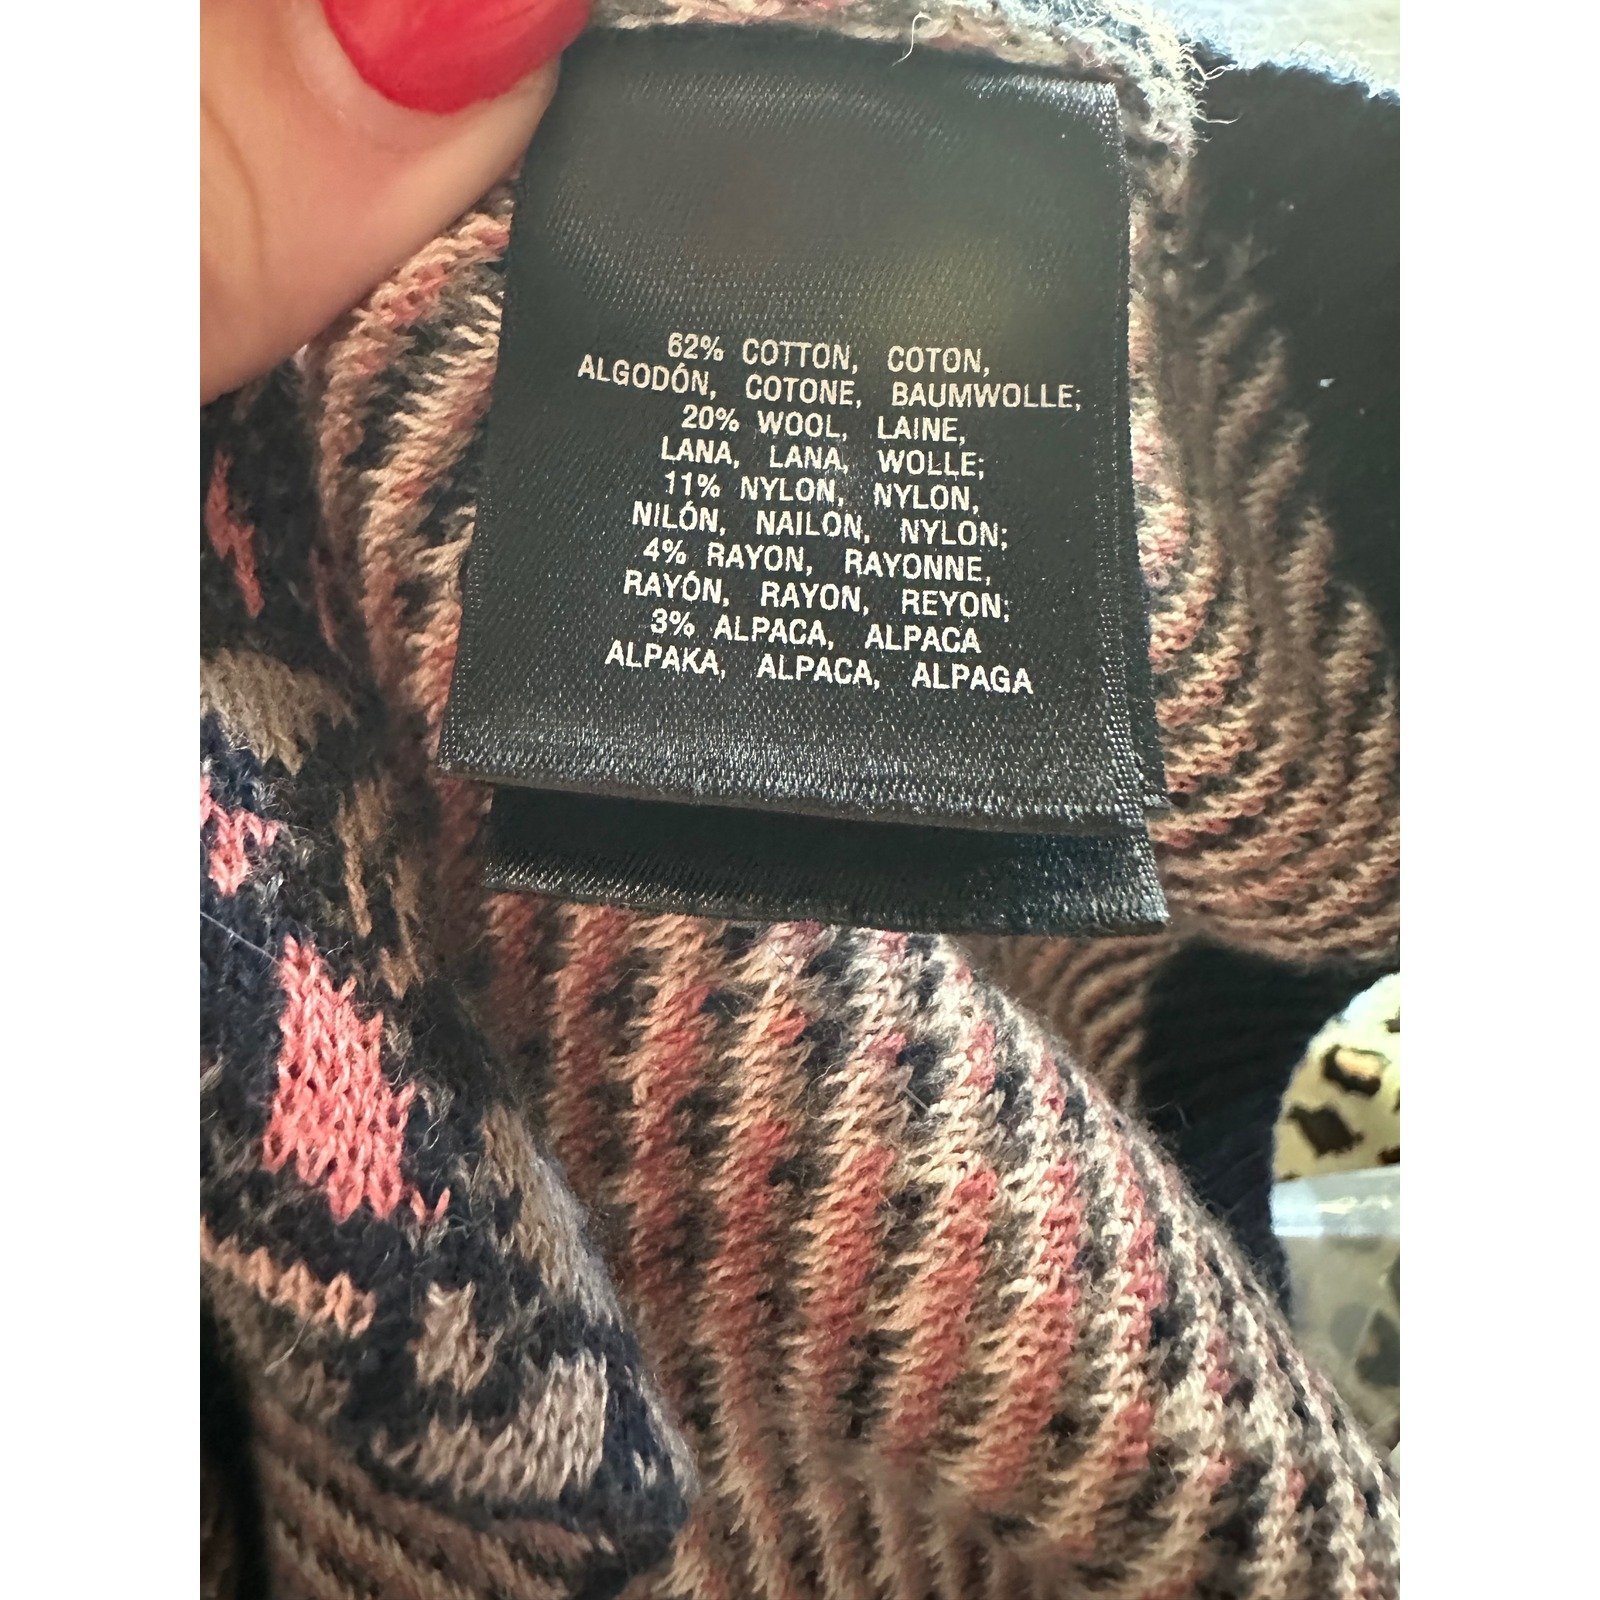 62% COTTON, COTON,
ALGODÓN, COTONE, BAUMWOLLE;
20% WOOL, LAINE,
LANA, LANA, WOLLE;
11% NYLON, NYLON,
NILÓN, NAILON, NYLON;
4% RAYON, RAYONNE,
RAYÓN, RAYON, REYON;
3% ALPACA, ALPACA
ALPAKA, ALPACA, ALPAGA